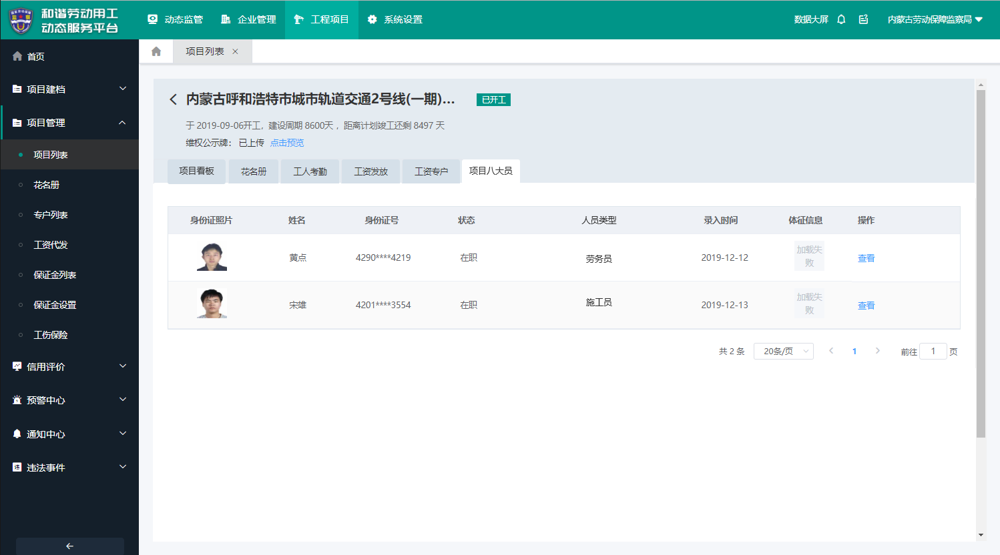 和谐劳动用工
动态服务平台
动态监管
企业管理
工程项目
系统设置
数据大屏
内蒙古劳动保障监察局
首页
项目建档
项目管理
项目列表
花名册
专户列表
工资代发
保证金列表
保证金设置
工伤保险
信用评价
预警中心
通知中心
违法事件
项目列表
内蒙古呼和浩特市城市轨道交通2号线(一期)...
已开工
于 2019-09-06开工，建设周期 8600天 ，距离计划竣工还剩 8497 天
维权公示牌： 已上传 点击预览
项目看板 花名册 工人考勤 工资发放 工资专户 项目八大员
身份证照片 姓名 身份证号 状态 人员类型 录入时间 体征信息 操作
黄点 4290****4219 在职 劳务员 2019-12-12 加载失败 查看
宋雄 4201****3554 在职 施工员 2019-12-13 加载失败 查看
共 2 条 20条/页 1 前往 1 页